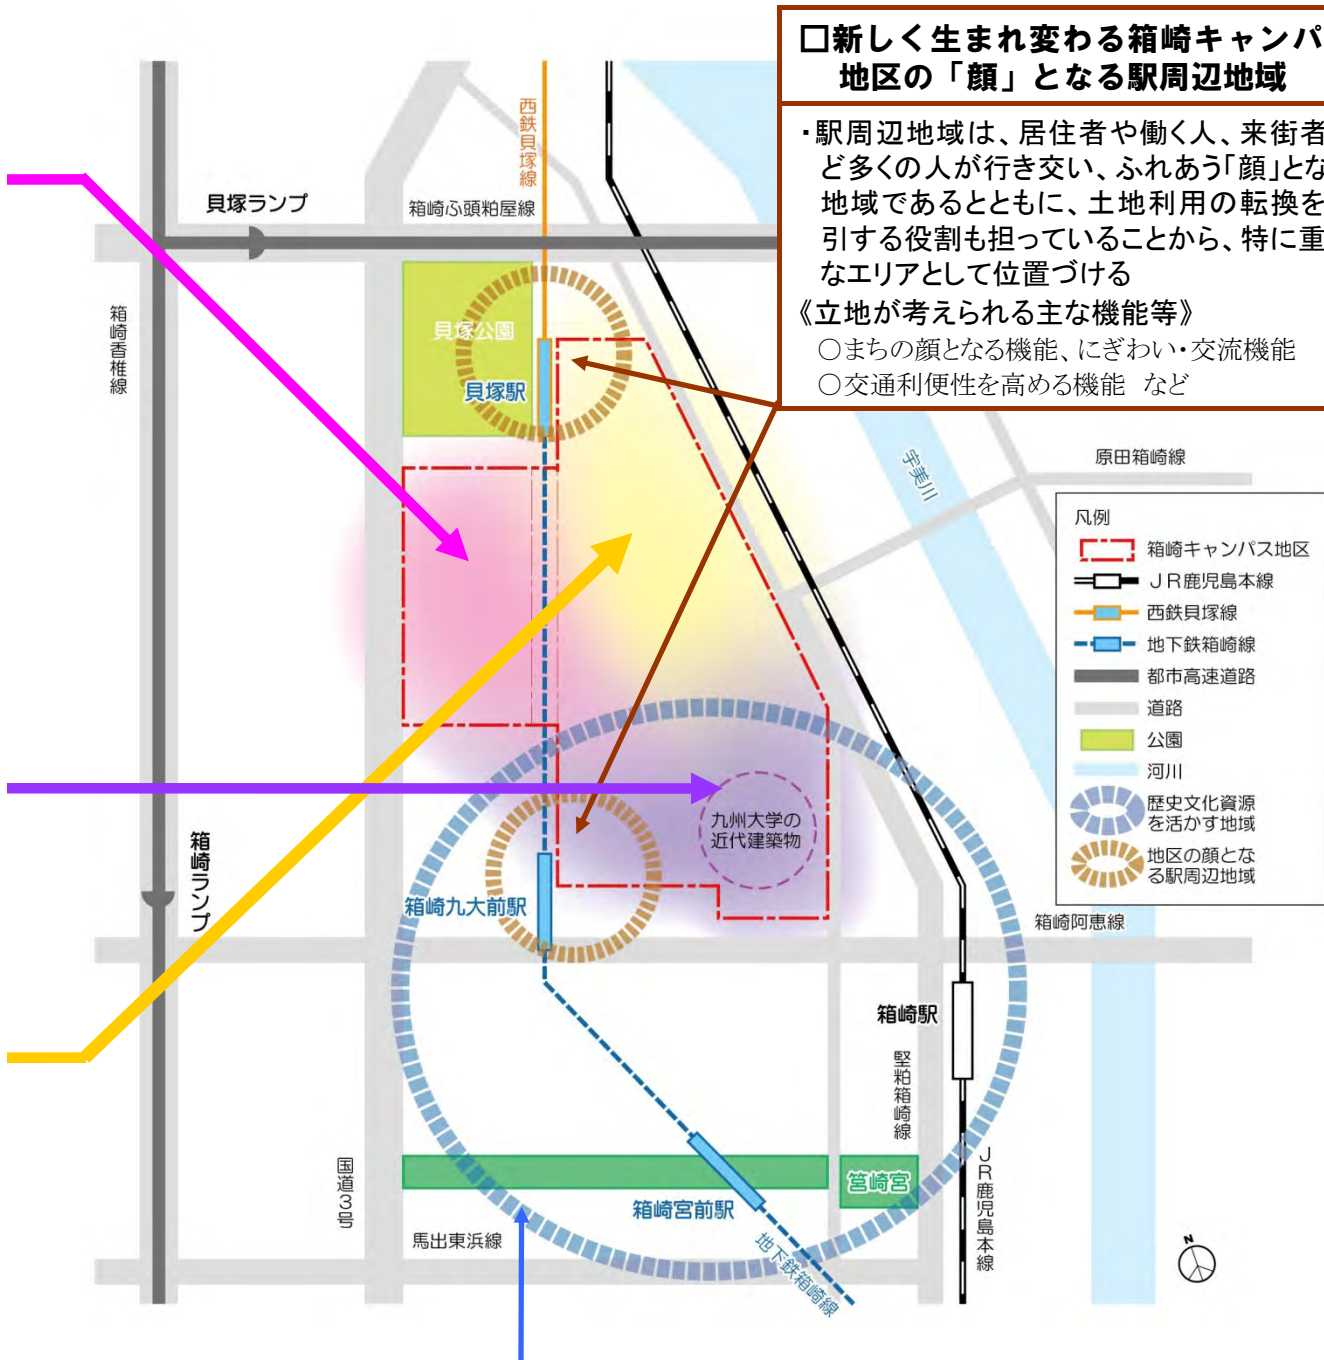 □新しく生まれ変わる箱崎キャンパ
地区の「顔」となる駅周辺地域
・駅周辺地域は、居住者や働く人、来街者
ど多くの人が行き交い、ふれあう「顔」とな
地域であるとともに、土地利用の転換を
引する役割も担っていることから、特に重
なエリアとして位置づける
《立地が考えられる主な機能等》
○まちの顔となる機能、にぎわい・交流機能
○交通利便性を高める機能 など
西鉄貝塚線
貝塚ランプ
箱崎ふ頭粕屋線
箱崎香椎線
貝塚公園
貝塚駅
宇美川
原田箱崎線
凡例
箱崎キャンパス地区
JR鹿児島本線
西鉄貝塚線
地下鉄箱崎線
都市高速道路
道路
公園
河川
歴史文化資源
を活かす地域
地区の顔とな
る駅周辺地域
九州大学の
近代建築物
箱崎ランプ
箱崎九大前駅
箱崎阿恵線
箱崎駅
堅粕箱崎線
国道3号
筥崎宮
JR鹿児島本線
箱崎宮前駅
馬出東浜線
地下鉄箱崎線
N